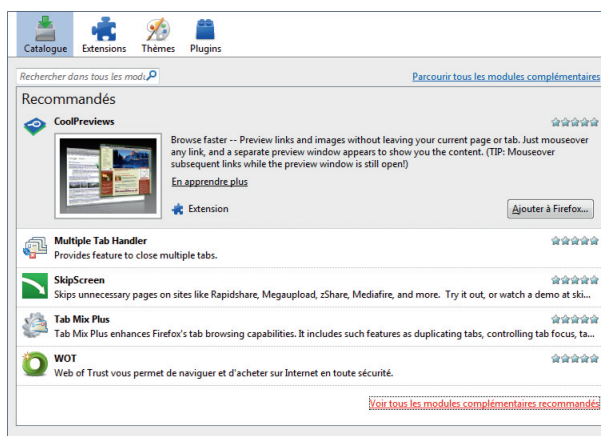 Catalogue Extensions Thèmes Plugins
Rechercher dans tous les modu
Parcourir tous les modules complémentaires
Recommandés
CoolPreviews
Browse faster -- Preview links and images without leaving your current page or tab. Just mouseover
any link, and a separate preview window appears to show you the content. (TIP: Mouseover
subsequent links while the preview window is still open!)
En apprendre plus
Extension
Ajouter à Firefox...
Multiple Tab Handler
Provides feature to close multiple tabs.
SkipScreen
Skips unnecessary pages on sites like Rapidshare, Megaupload, zShare, Mediafire, and more. Try it out, or watch a demo at ski...
Tab Mix Plus
Tab Mix Plus enhances Firefox's tab browsing capabilities. It includes such features as duplicating tabs, controlling tab focus, ta...
WOT
Web of Trust vous permet de naviguer et d'acheter sur Internet en toute sécurité.
Voir tous les modules complémentaires recommandés